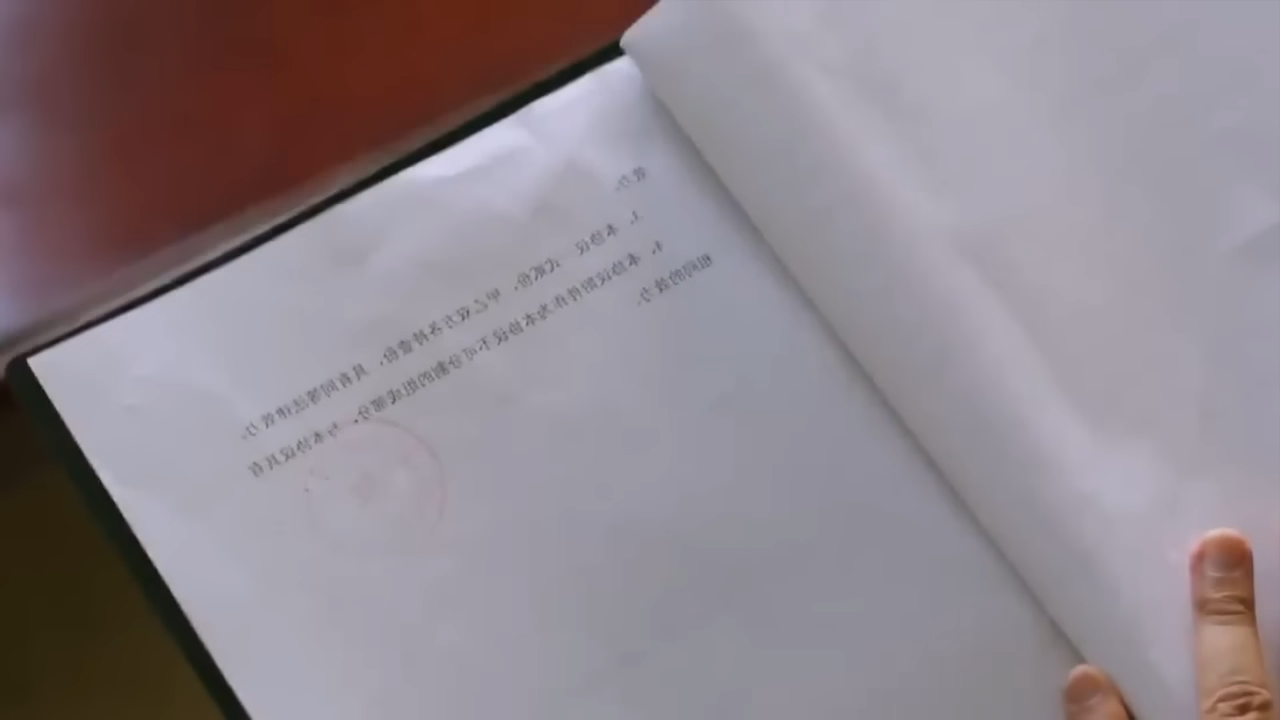 效力。
3、本协议一式贰份,甲乙双方各持壹份,具有同等法律效力。
4、本协议附件作为本协议不可分割的组成部分,与本协议具有
相同的效力。